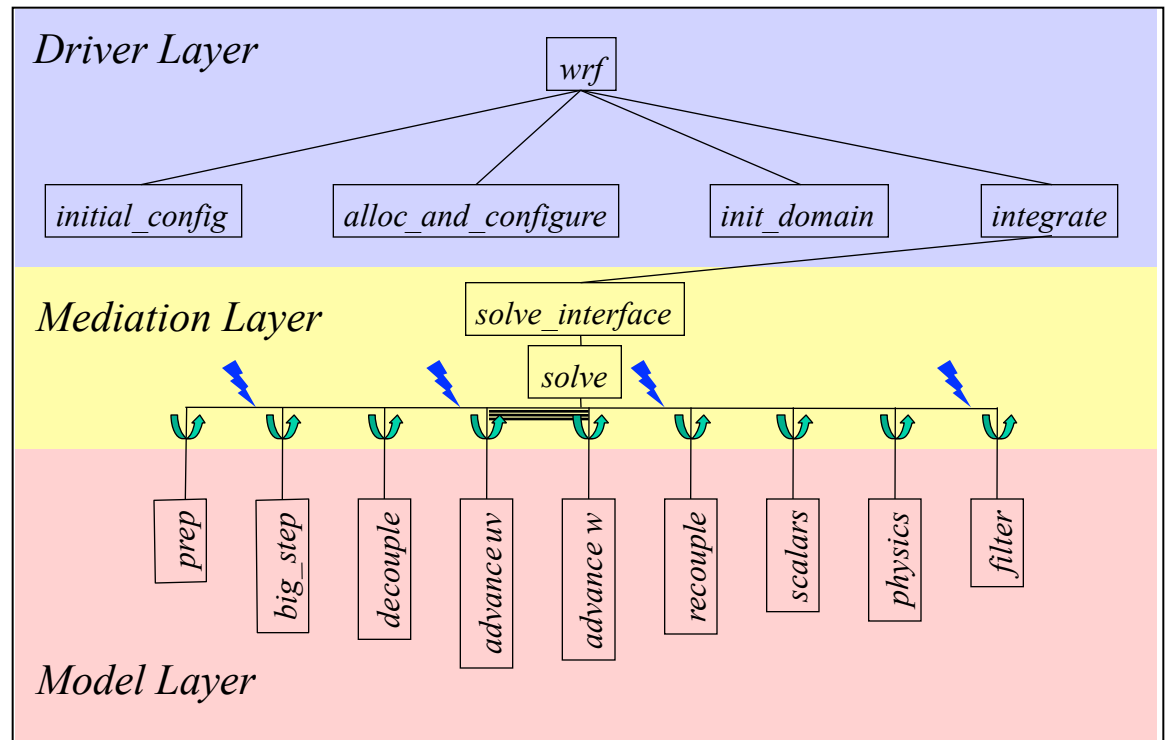 Driver Layer
wrf
initial_config
alloc_and_configure
init_domain
integrate
Mediation Layer
solve_interface
solve
prep
big_step
decouple
advance uv
advance w
recouple
scalars
physics
filter
Model Layer